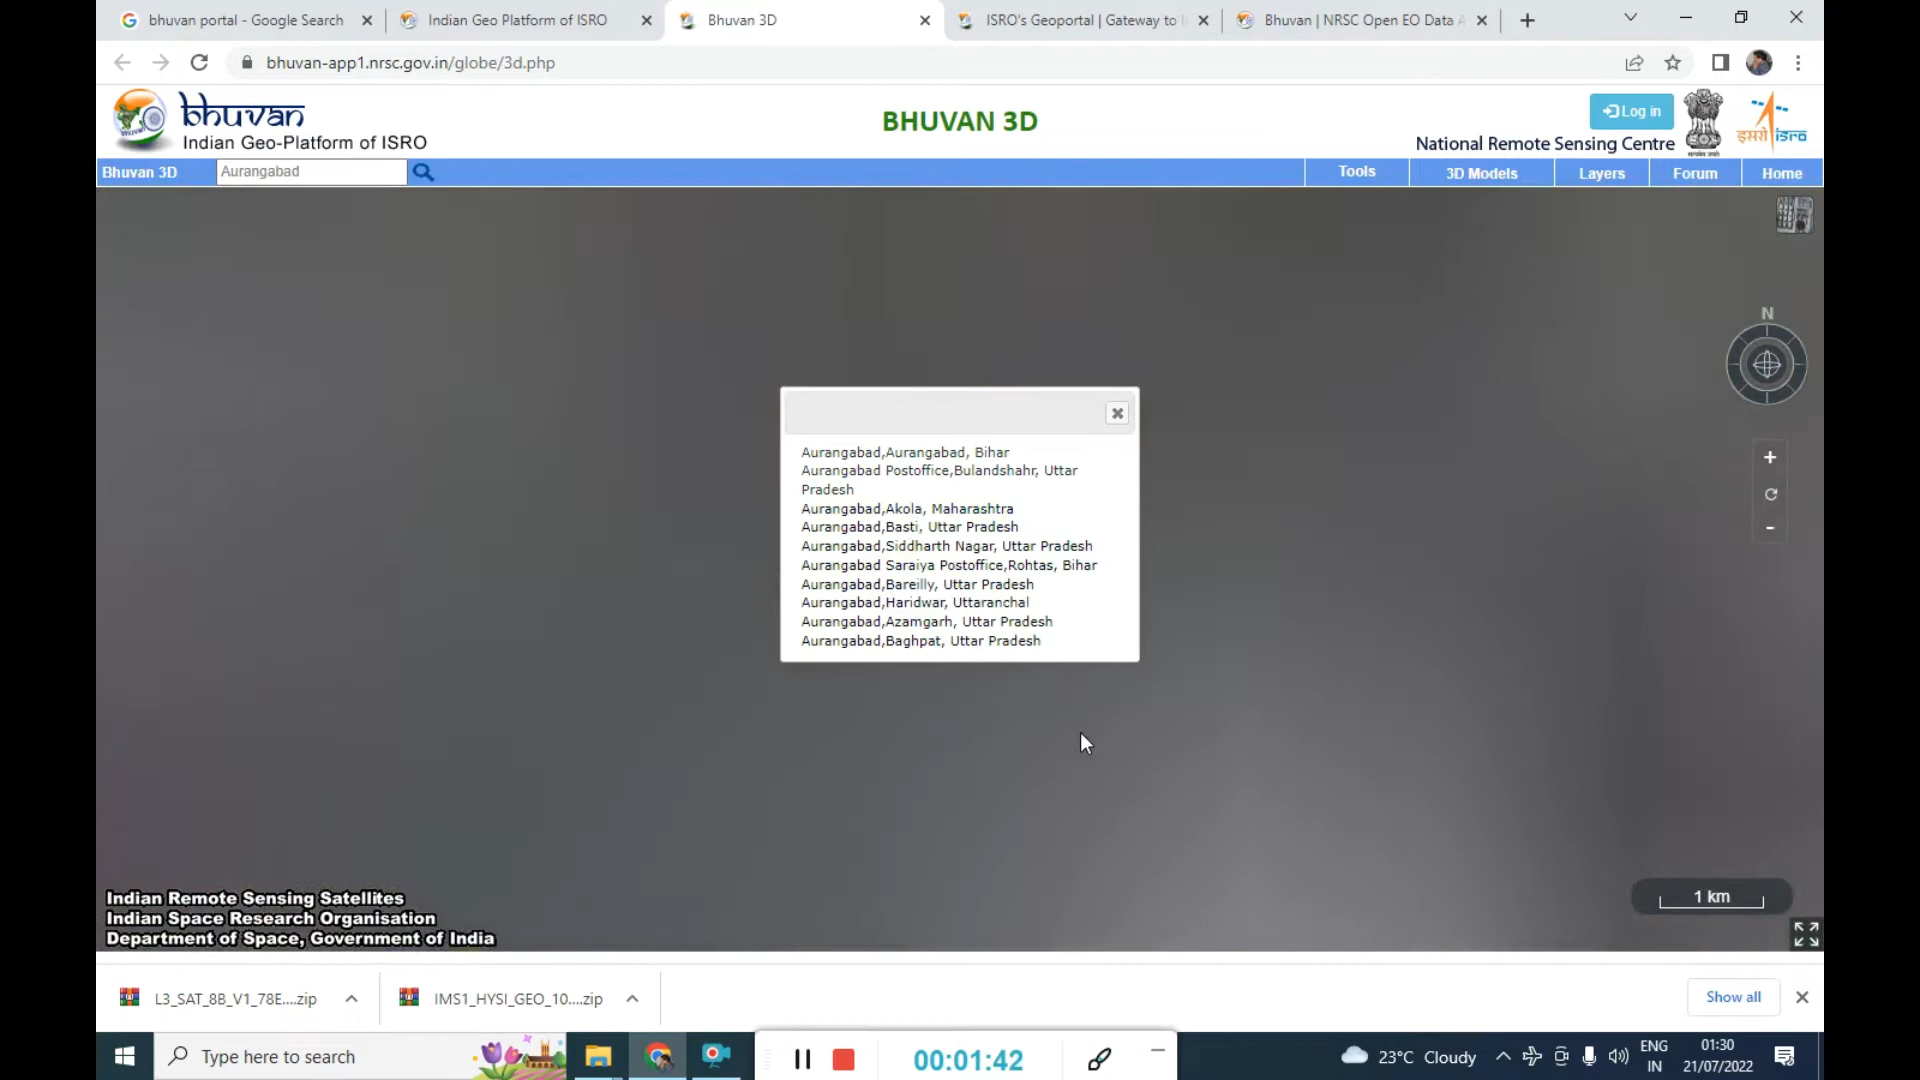 bhuvan portal - Google Search
Indian Geo Platform of ISRO
Bhuvan 3D
ISRO's Geoportal | Gateway to
Bhuvan | NRSC Open EO Data
bhuvan-app1.nrsc.gov.in/globe/3d.php
bhuvan
Indian Geo-Platform of ISRO
BHUVAN 3D
Log in
National Remote Sensing Centre
इसरो isro
Bhuvan 3D
Aurangabad
Tools
3D Models
Layers
Forum
Home
N
Aurangabad,Aurangabad, Bihar
Aurangabad Postoffice,Bulandshahr, Uttar
Pradesh
Aurangabad,Akola, Maharashtra
Aurangabad,Basti, Uttar Pradesh
Aurangabad,Siddharth Nagar, Uttar Pradesh
Aurangabad Saraiya Postoffice,Rohtas, Bihar
Aurangabad,Bareilly, Uttar Pradesh
Aurangabad,Haridwar, Uttaranchal
Aurangabad,Azamgarh, Uttar Pradesh
Aurangabad,Baghpat, Uttar Pradesh
+
-
1 km
Indian Remote Sensing Satellites
Indian Space Research Organisation
Department of Space, Government of India
L3_SAT_8B_V1_78E....zip
IMS1_HYSI_GEO_10....zip
Show all
Type here to search
00:01:42
23°C Cloudy
ENG
IN
01:30
21/07/2022